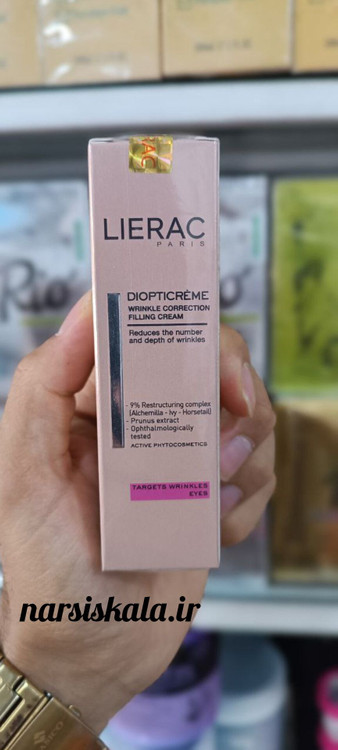 LIERAC
PARIS
DIOPTICRÈME
WRINKLE CORRECTION
FILLING CREAM
Reduces the number
and depth of wrinkles
- 9% Restructuring complex
(Alchemilla - Ivy - Horsetail)
- Prunus extract
- Ophthalmologically
tested
ACTIVE PHYTOCOSMETICS
TARGETS WRINKLES
EYES
narsiskala.ir
Rio